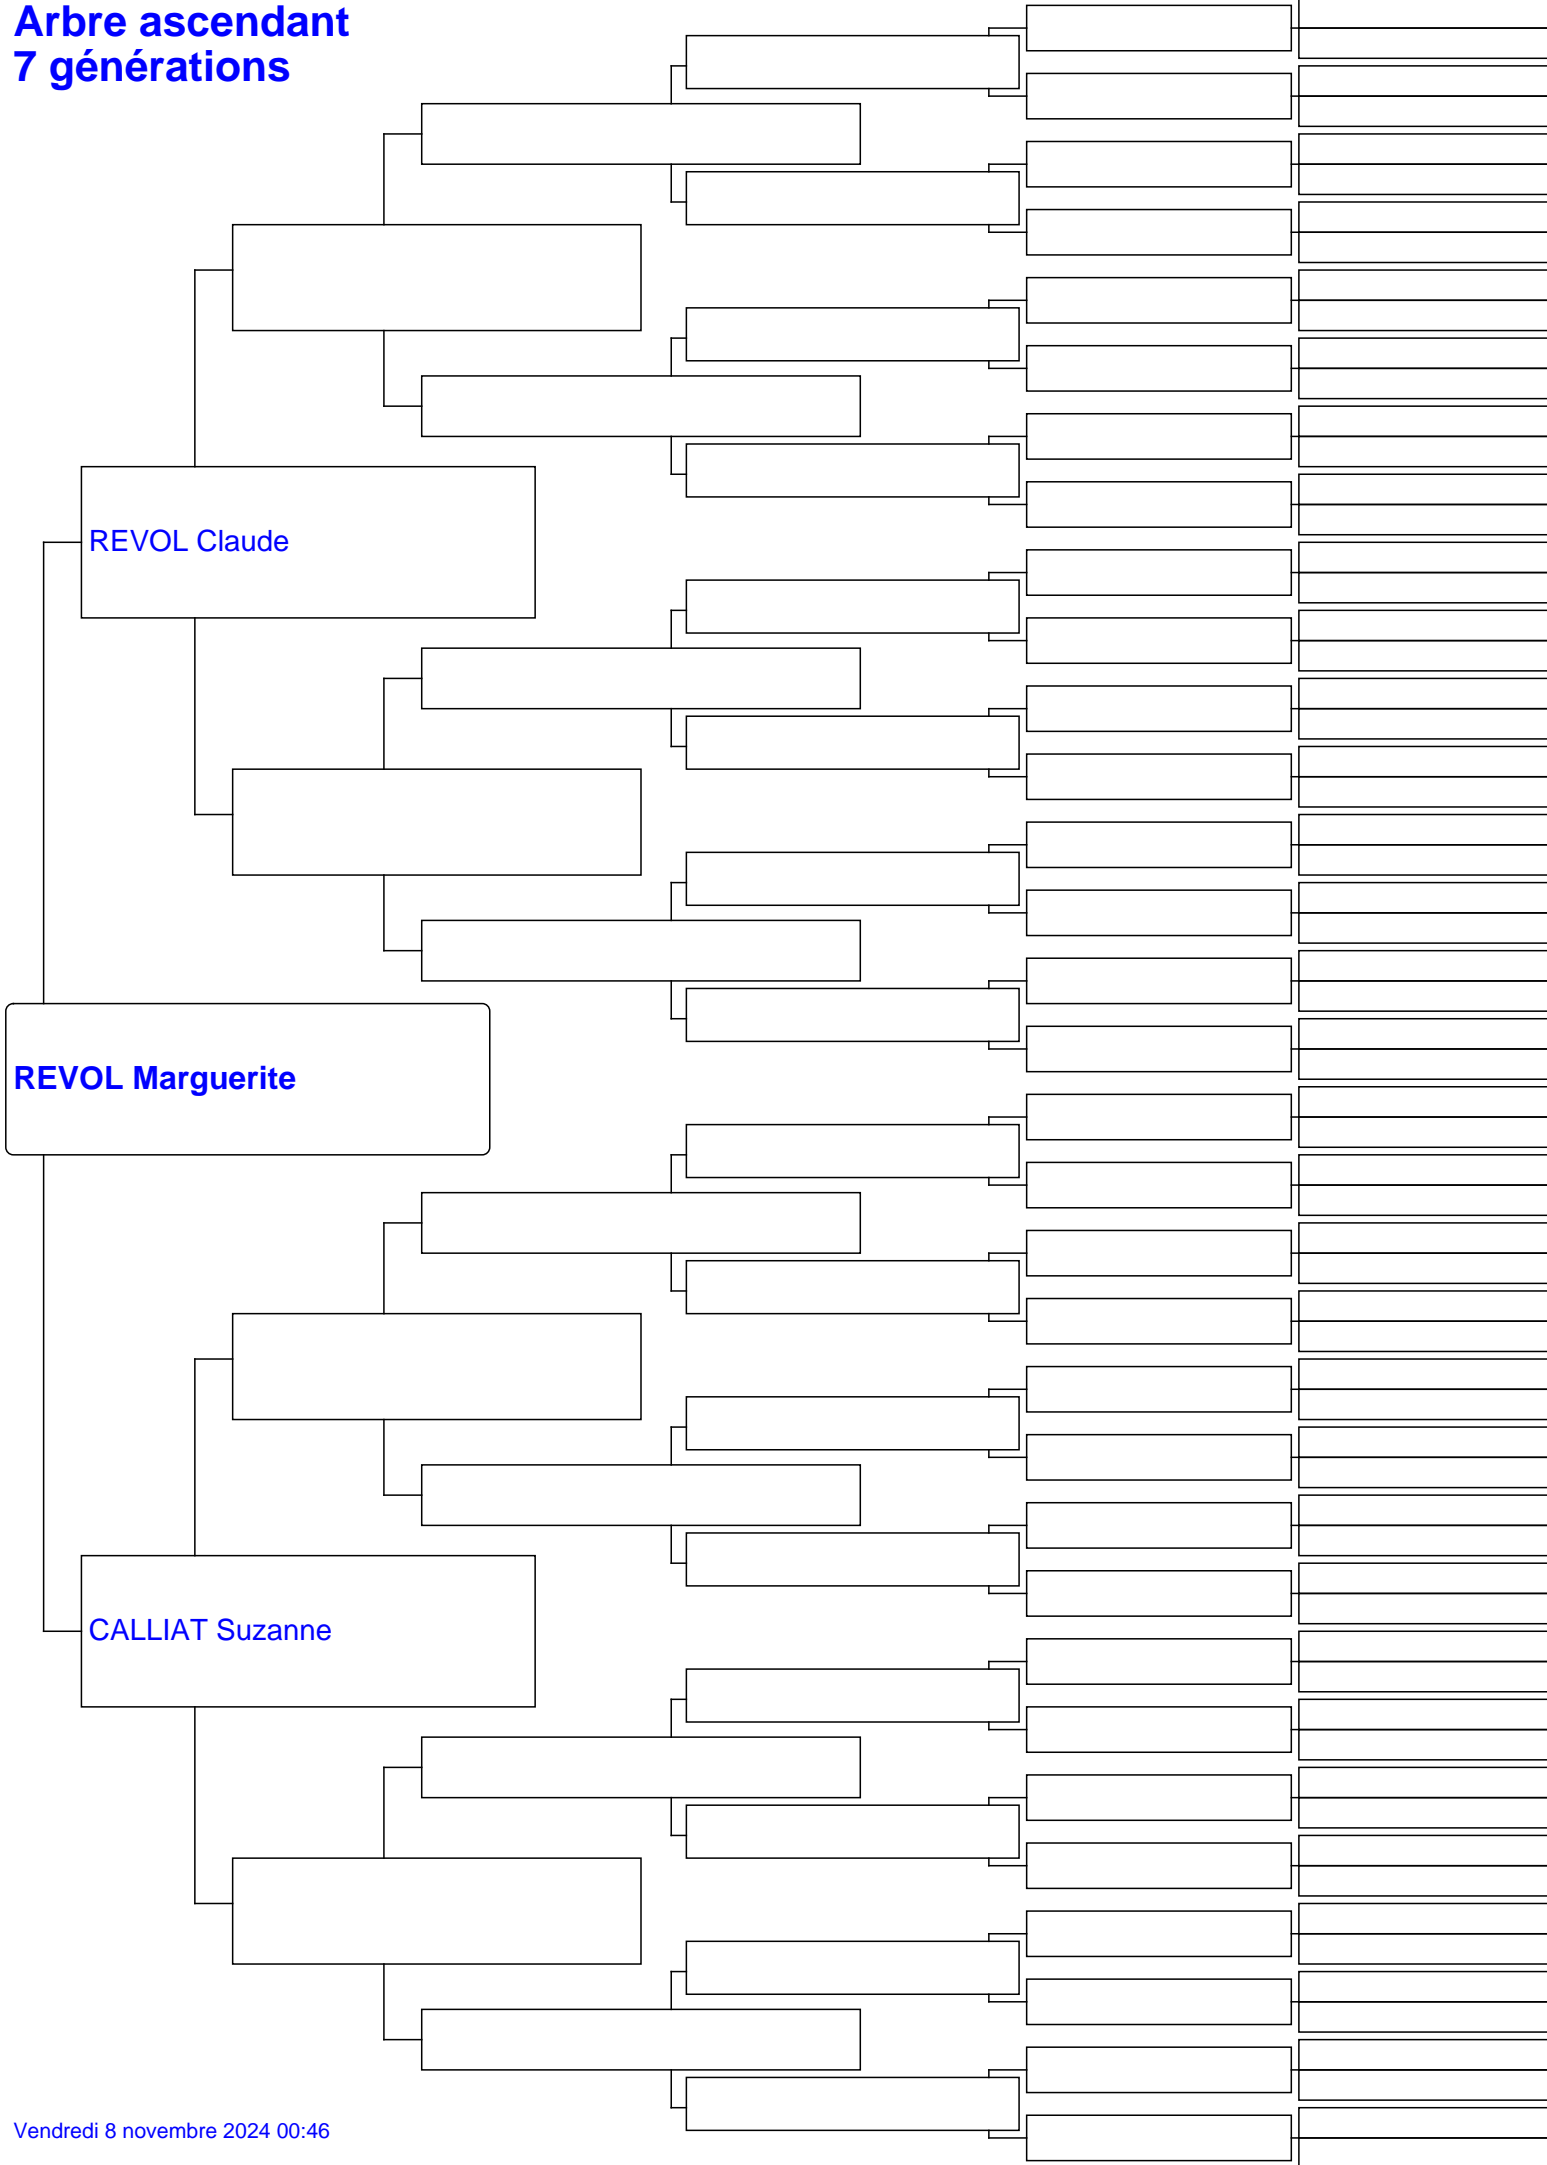 Arbre ascendant
7 générations
REVOL Claude
REVOL Marguerite
CALLIAT Suzanne
Vendredi 8 novembre 2024 00:46